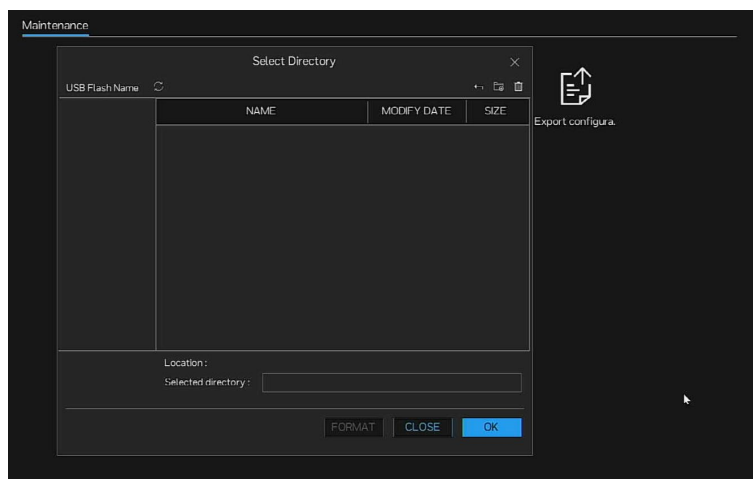 Maintenance
Select Directory
USB Flash Name
NAME MODIFY DATE SIZE
Export configura.
Location :
Selected directory :
FORMAT CLOSE OK